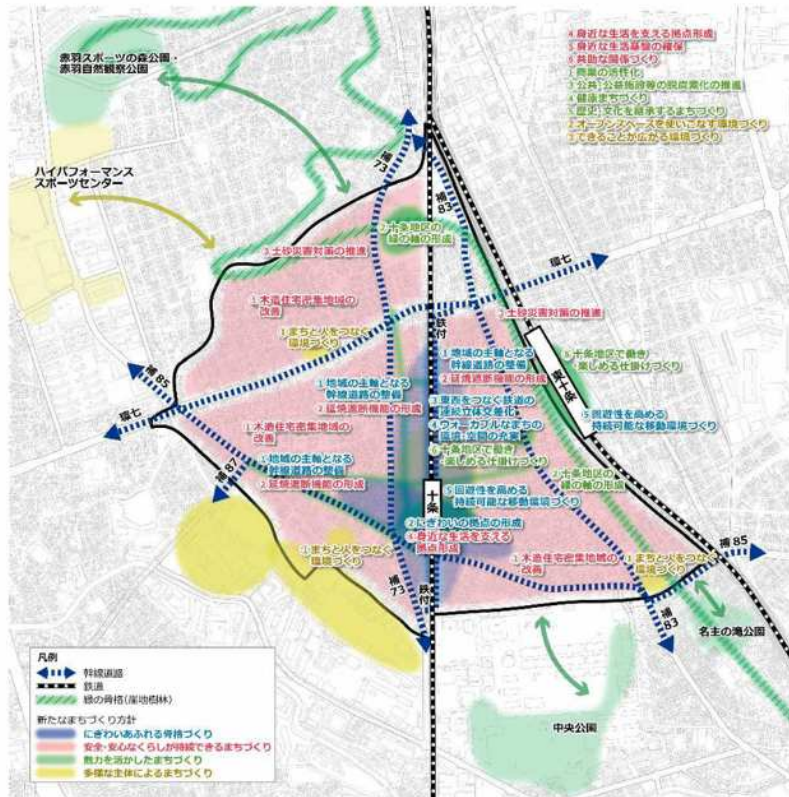 4 身近な生活を支える拠点形成
5 身近な生活基盤の確保
6 共助な関係づくり
1 商業の活性化
3 公共・公益施設等の脱炭素化の推進
4 健康まちづくり
5 歴史・文化を継承するまちづくり
2 オープンスペースを使いこなす環境づくり
3 できることが広がる環境づくり
赤羽スポーツの森公園・
赤羽自然観察公園
ハイパフォーマンス
スポーツセンター
補73
補83
2 十条地区の
緑の軸の形成
3 土砂災害対策の推進
環七
1 木造住宅密集地域の
改善
3 土砂災害対策の推進
1 まちと人をつなぐ
環境づくり
鉄付
東十条
6 十条地区で働き
楽しめる仕掛けづくり
1 地域の主軸となる
幹線道路の整備
2 延焼遮断機能の形成
補85
1 地域の主軸となる
幹線道路の整備
2 延焼遮断機能の形成
3 東西をつなぐ鉄道の
連続立体交差化
4 ウォーカブルなまちの
環境・空間の充実
5 回遊性を高める
持続可能な移動環境づくり
環七
1 木造住宅密集地域の
改善
6 十条地区で働き
楽しめる仕掛けづくり
1 地域の主軸となる
幹線道路の整備
2 延焼遮断機能の形成
補87
2 十条地区の
緑の軸の形成
十条
5 回遊性を高める
持続可能な移動環境づくり
2 にぎわいの拠点の形成
4 身近な生活を支える
拠点形成
1 まちと人をつなぐ
環境づくり
1 木造住宅密集地域の
改善
1 まちと人をつなぐ
環境づくり
補85
補73
鉄付
補83
名主の滝公園
中央公園
凡例
幹線道路
鉄道
緑の骨格(崖地樹林)
新たなまちづくり方針
にぎわいあふれる骨格づくり
安全・安心なくらしが持続できるまちづくり
魅力を活かしたまちづくり
多様な主体によるまちづくり